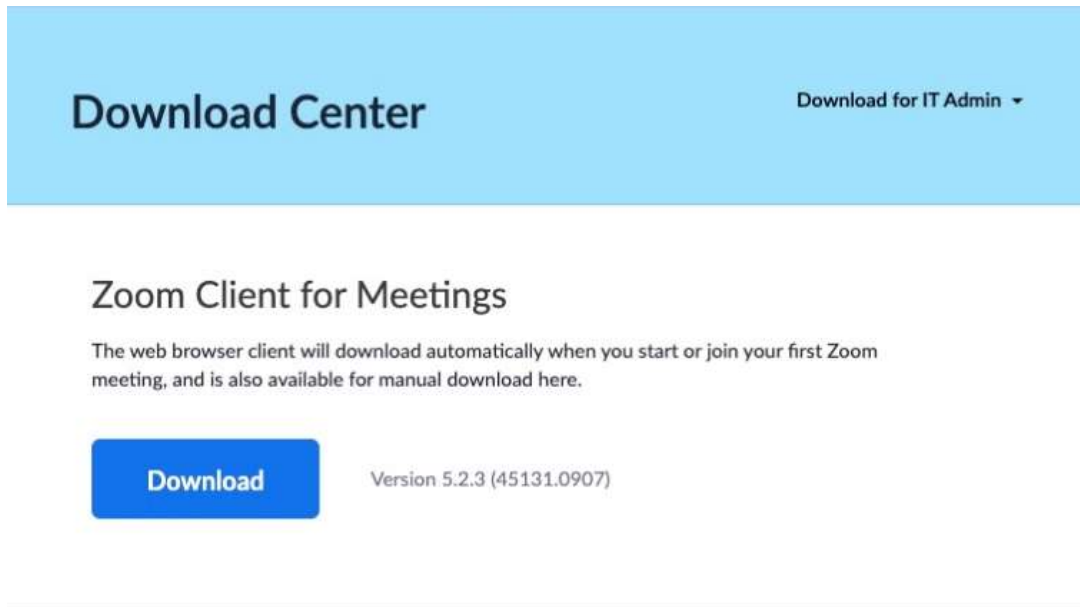 Download Center
Download for IT Admin
Zoom Client for Meetings
The web browser client will download automatically when you start or join your first Zoom
meeting, and is also available for manual download here.
Download
Version 5.2.3 (45131.0907)